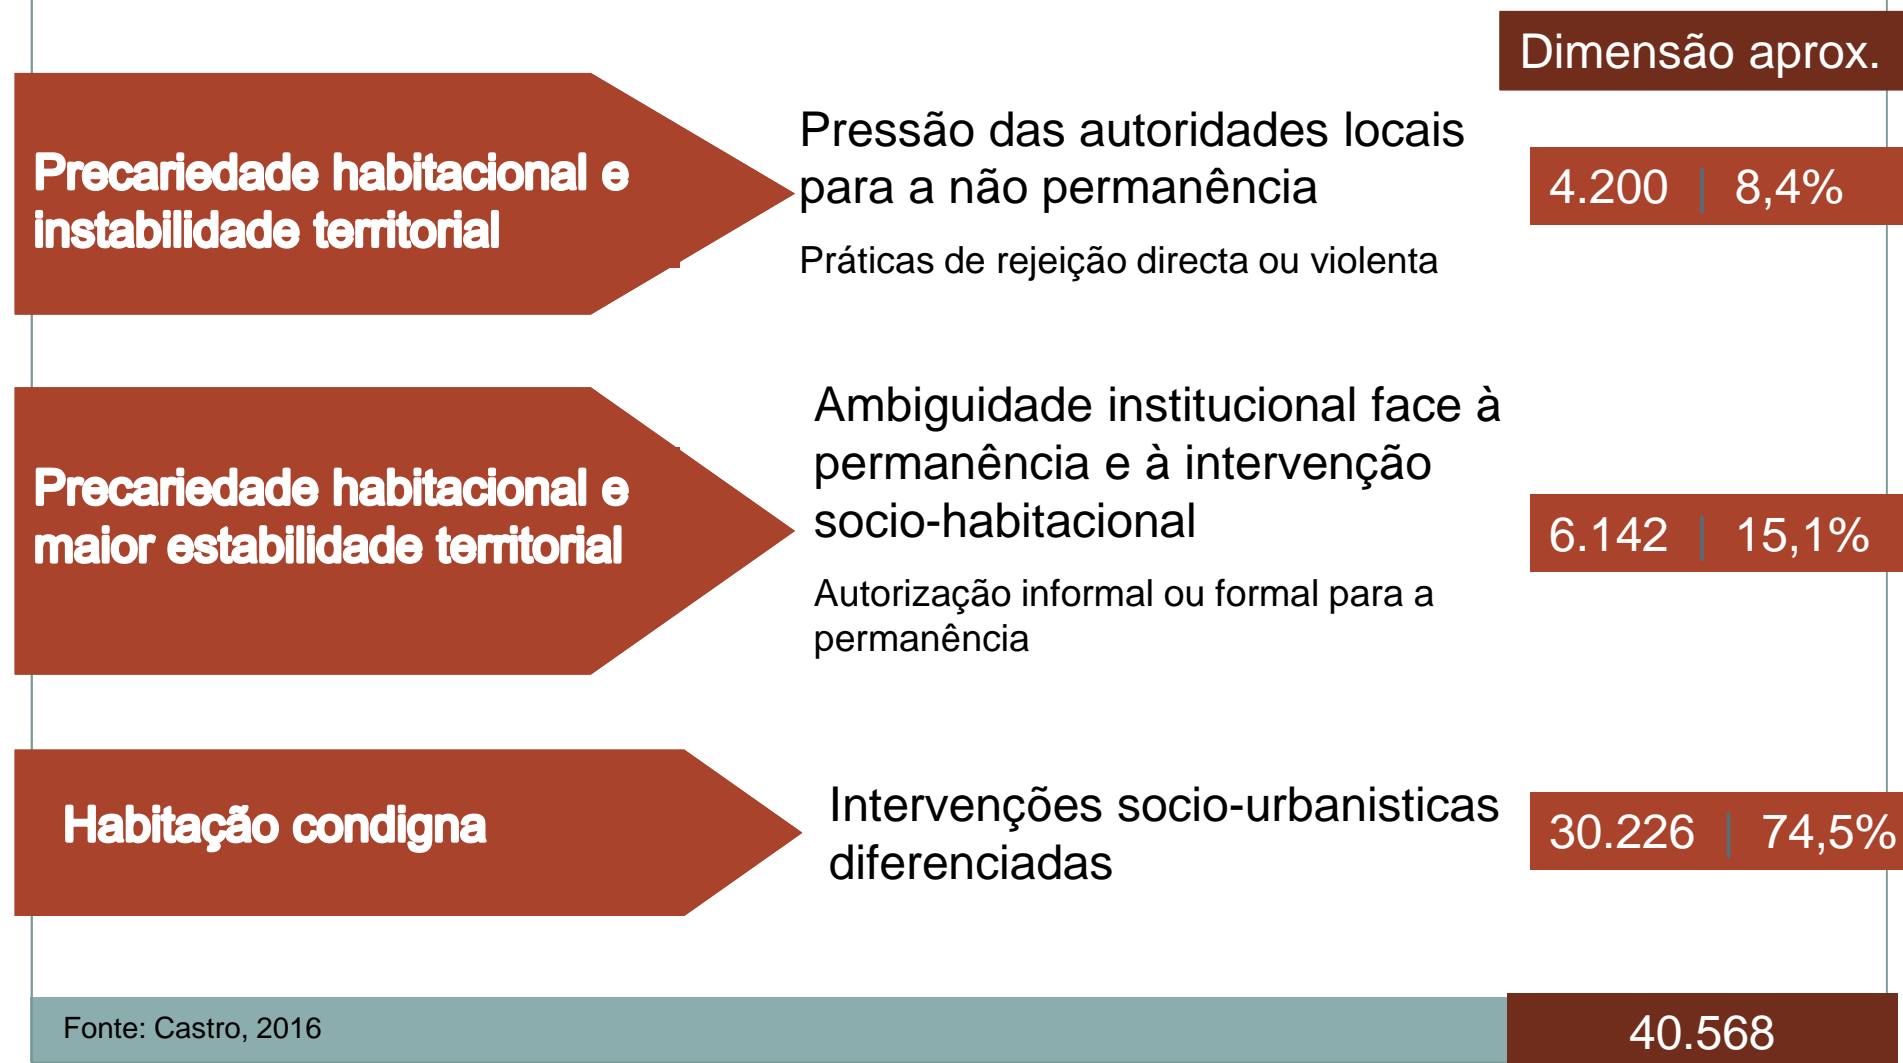 Dimensão aprox.
Precariedade habitacional e
instabilidade territorial
Pressão das autoridades locais
para a não permanência
Práticas de rejeição directa ou violenta
4.200 | 8,4%
Precariedade habitacional e
maior estabilidade territorial
Ambiguidade institucional face à
permanência e à intervenção
socio-habitacional
Autorização informal ou formal para a
permanência
6.142 | 15,1%
Habitação condigna
Intervenções socio-urbanisticas
diferenciadas
30.226 | 74,5%
Fonte: Castro, 2016
40.568